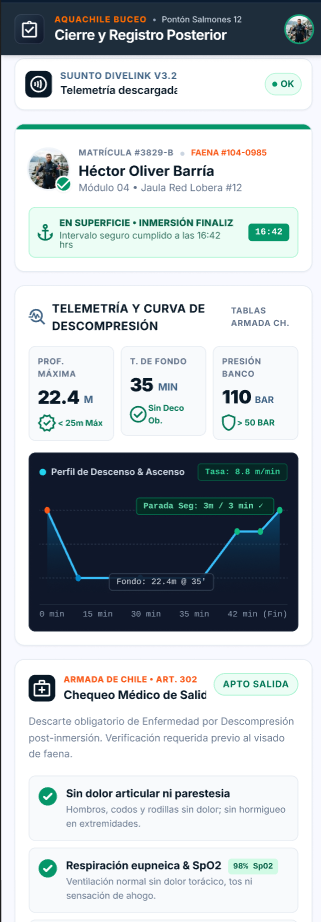 AQUACHILE BUCEO • Pontón Salmones 12
Cierre y Registro Posterior
SUUNTO DIVELINK V3.2
Telemetría descargada
OK
MATRÍCULA #3829-B • FAENA #104-0985
Héctor Oliver Barría
Módulo 04 • Jaula Red Lobera #12
EN SUPERFICIE • INMERSIÓN FINALIZ
Intervalo seguro cumplido a las 16:42
hrs
16:42
TELEMETRÍA Y CURVA DE
DESCOMPRESIÓN
TABLAS
ARMADA CH.
PROF.
MÁXIMA
22.4 M
< 25m Máx
T. DE FONDO
35 MIN
Sin Deco
Ob.
PRESIÓN
BANCO
110 BAR
> 50 BAR
Perfil de Descenso & Ascenso
Tasa: 8.8 m/min
Parada Seg: 3m / 3 min ✓
Fondo: 22.4m @ 35'
0 min 15 min 30 min 35 min 42 min (Fin)
ARMADA DE CHILE • ART. 302
Chequeo Médico de Salid
APTO SALIDA
Descarte obligatorio de Enfermedad por Descompresión
post-inmersión. Verificación requerida previo al visado
de faena.
Sin dolor articular ni parestesia
Hombros, codos y rodillas sin dolor; sin hormigueo
en extremidades.
Respiración eupneica & SpO2 98% SpO2
Ventilación normal sin dolor torácico, tos ni
sensación de ahogo.